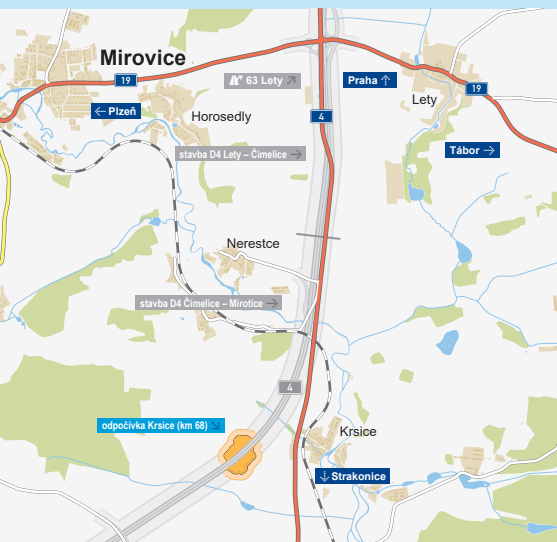 Mirovice
19
63 Lety ↗
Praha ↑
19
Lety
← Plzeň
Horosedly
4
Tábor →
stavba D4 Lety – Čimelice →
Nerestce
stavba D4 Čimelice – Mirotice →
4
odpočívka Krsice (km 68) ↘
Krsice
↓ Strakonice